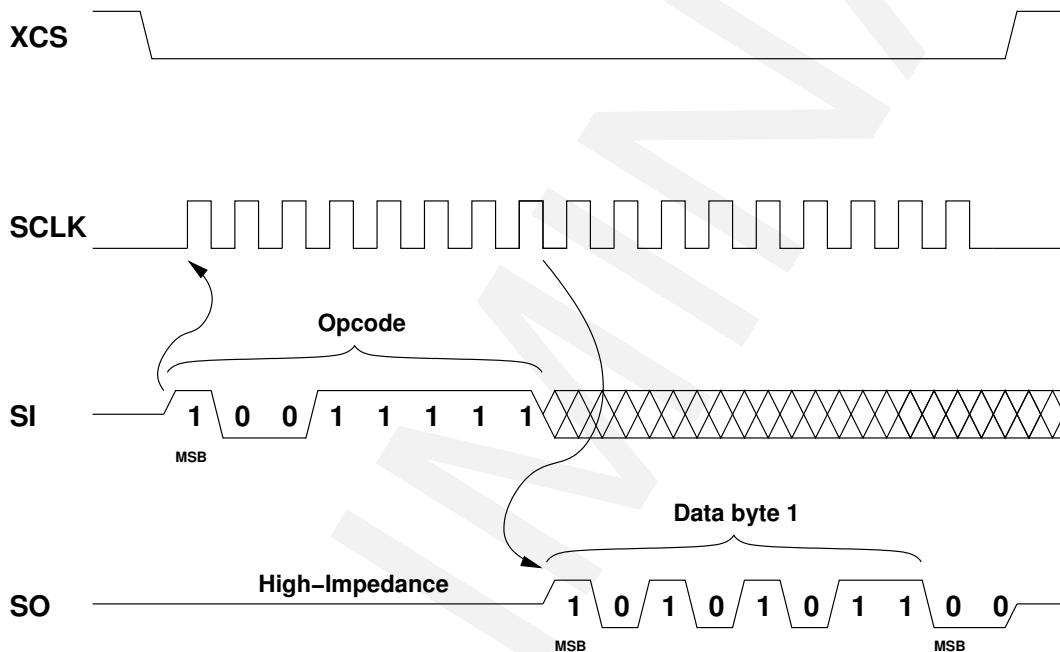 XCS
SCLK
Opcode
SI 1 0 0 1 1 1 1 1
MSB
Data byte 1
High–Impedance
SO 1 0 1 0 1 0 1 1 0 0
MSB MSB